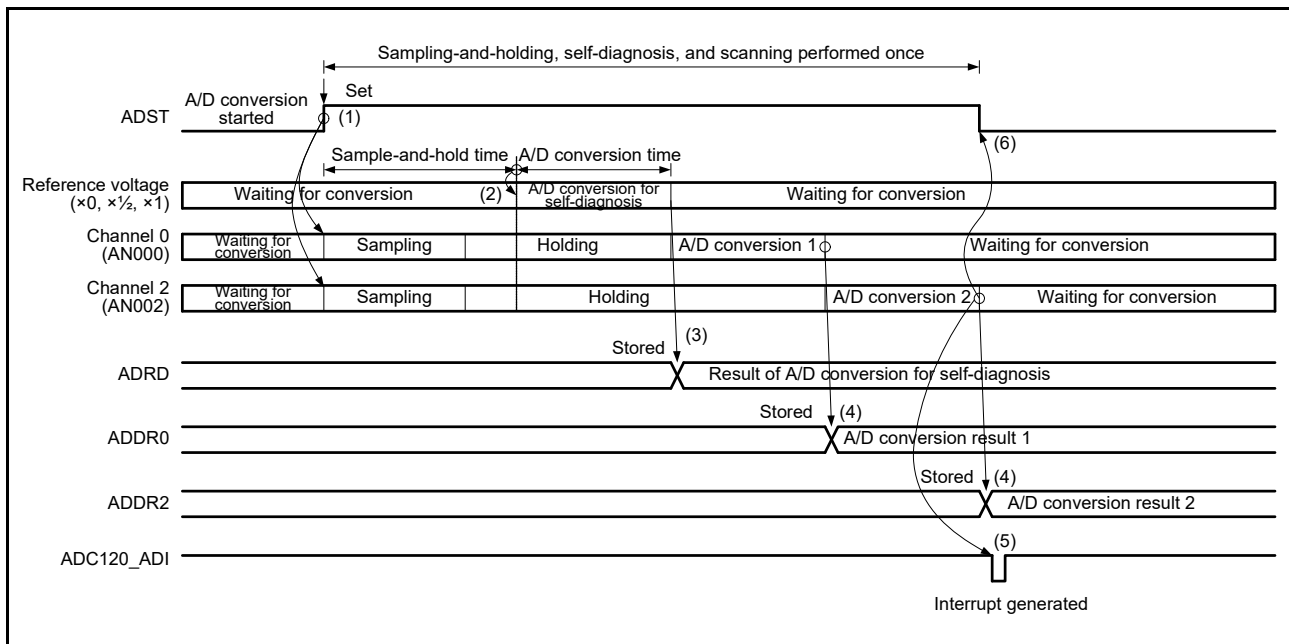 Sampling-and-holding, self-diagnosis, and scanning performed once
A/D conversion
started
Set
ADST
(1)
(6)
Sample-and-hold time
A/D conversion time
Reference voltage
(×0, ×½, ×1)
Waiting for conversion
(2)
A/D conversion for
self-diagnosis
Waiting for conversion
Channel 0
(AN000)
Waiting for
conversion
Sampling
Holding
A/D conversion 1
Waiting for conversion
Channel 2
(AN002)
Waiting for
conversion
Sampling
Holding
A/D conversion 2
Waiting for conversion
Stored
(3)
ADRD
Result of A/D conversion for self-diagnosis
Stored
(4)
ADDR0
A/D conversion result 1
Stored
(4)
ADDR2
A/D conversion result 2
(5)
ADC120_ADI
Interrupt generated